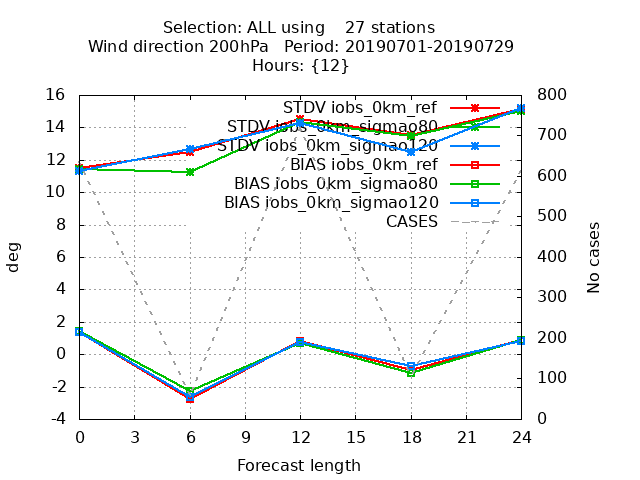 Selection: ALL using    27 stations
Wind direction 200hPa   Period: 20190701-20190729
Hours: {12}
STDV iobs_0km_ref
STDV iobs_0km_sigmao80
STDV iobs_0km_sigmao120
BIAS iobs_0km_ref
BIAS iobs_0km_sigmao80
BIAS iobs_0km_sigmao120
CASES
16
14
12
10
8
6
4
2
0
-2
-4
deg
800
700
600
500
400
300
200
100
0
No cases
0 3 6 9 12 15 18 21 24
Forecast length